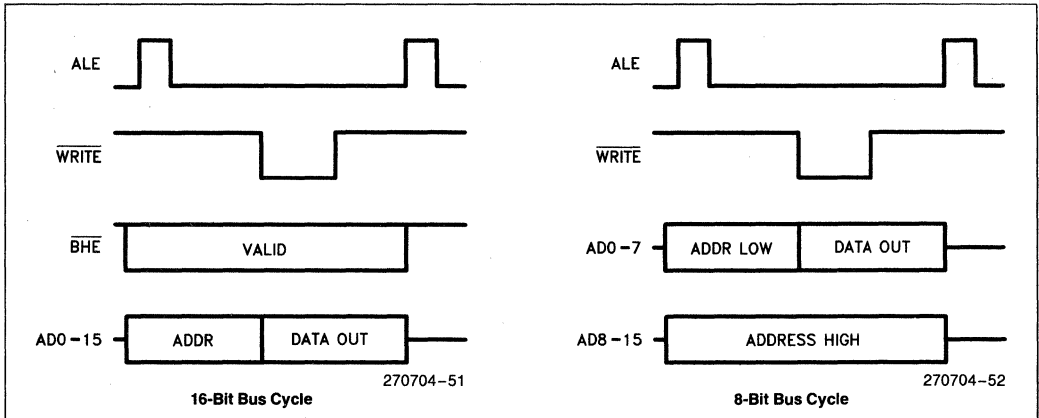 ALE
WRITE
BHE
VALID
AD0-15
ADDR
DATA OUT
270704-51
16-Bit Bus Cycle
ALE
WRITE
AD0-7
ADDR LOW
DATA OUT
AD8-15
ADDRESS HIGH
270704-52
8-Bit Bus Cycle